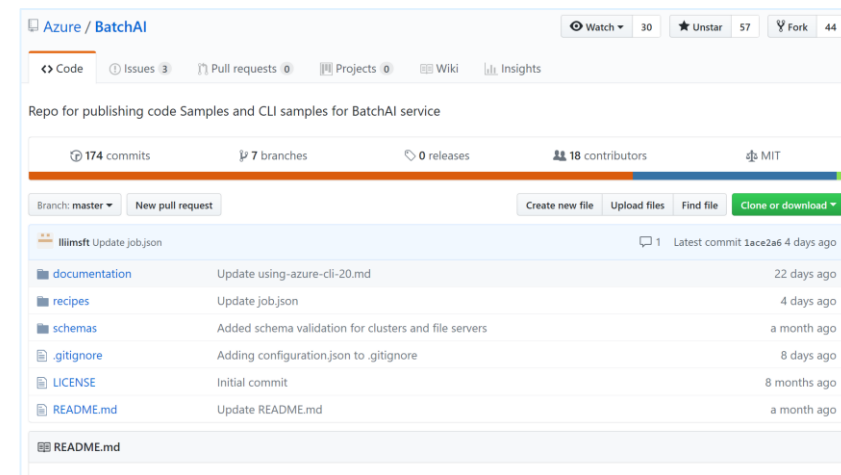 Azure / BatchAI Watch 30 Unstar 57 Fork 44
Code Issues 3 Pull requests 0 Projects 0 Wiki Insights
Repo for publishing code Samples and CLI samples for BatchAI service
174 commits 7 branches 0 releases 18 contributors MIT
Branch: master New pull request Create new file Upload files Find file Clone or download
lliimsft Update job.json 1 Latest commit 1ace2a6 4 days ago
documentation Update using-azure-cli-20.md 22 days ago
recipes Update job.json 4 days ago
schemas Added schema validation for clusters and file servers a month ago
.gitignore Adding configuration.json to .gitignore 8 days ago
LICENSE Initial commit 8 months ago
README.md Update README.md a month ago
README.md